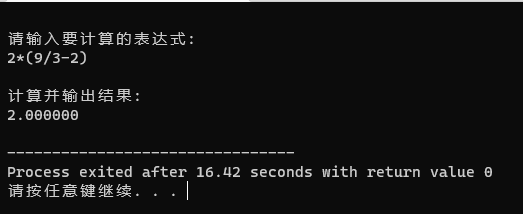 请输入要计算的表达式:
2*(9/3-2)
计算并输出结果:
2.000000
--------------------------------
Process exited after 16.42 seconds with return value 0
请按任意键继续. . .